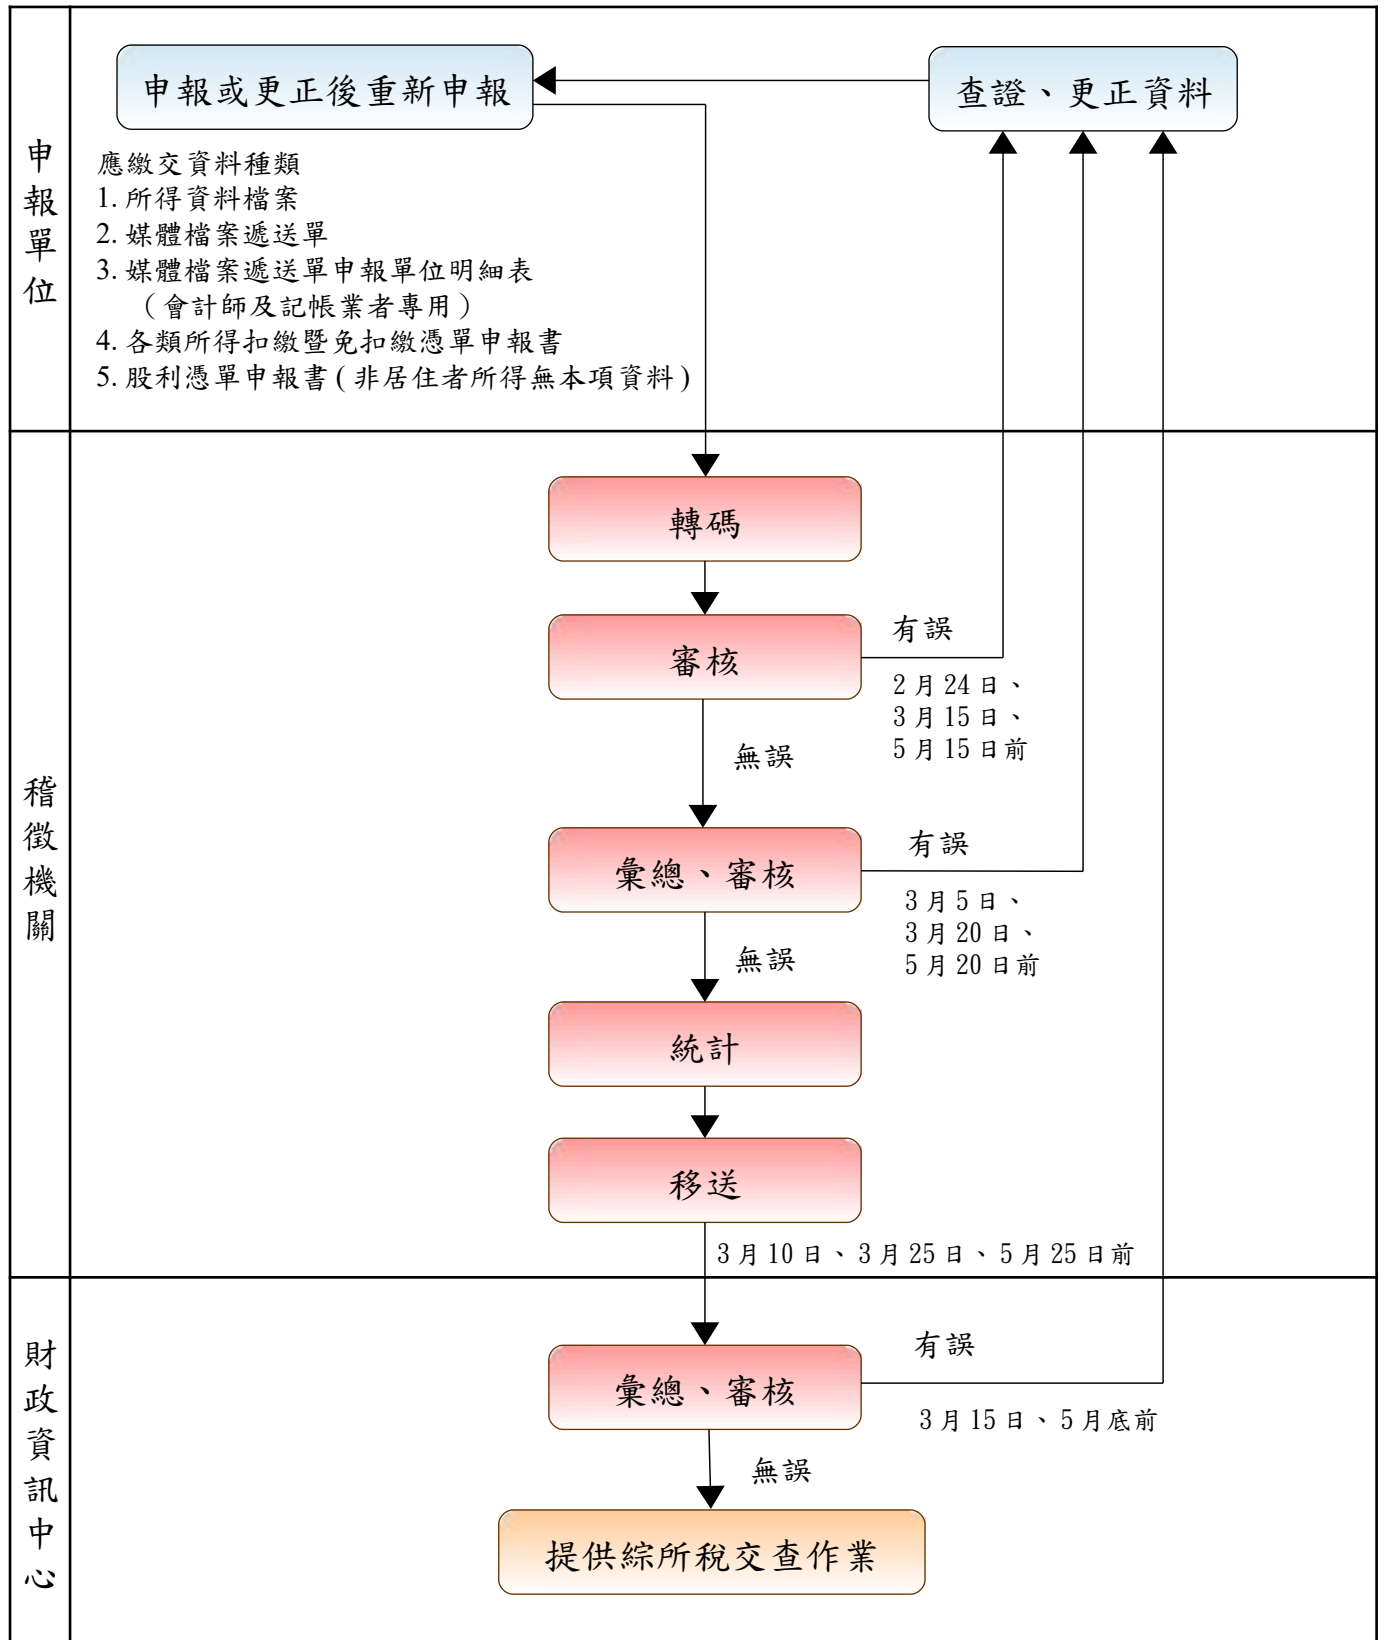 申報單位
申報或更正後重新申報
查證、更正資料
應繳交資料種類
1. 所得資料檔案
2. 媒體檔案遞送單
3. 媒體檔案遞送單申報單位明細表
（會計師及記帳業者專用）
4. 各類所得扣繳暨免扣繳憑單申報書
5. 股利憑單申報書 ( 非居住者所得無本項資料 )
稽徵機關
轉碼
審核
有誤
2 月 24 日、
3 月 15 日、
5 月 15 日前
無誤
彙總、審核
有誤
3 月 5 日、
3 月 20 日、
5 月 20 日前
無誤
統計
移送
3 月 10 日、 3 月 25 日、 5 月 25 日前
財政資訊中心
彙總、審核
有誤
3 月 15 日、 5 月底前
無誤
提供綜所稅交查作業